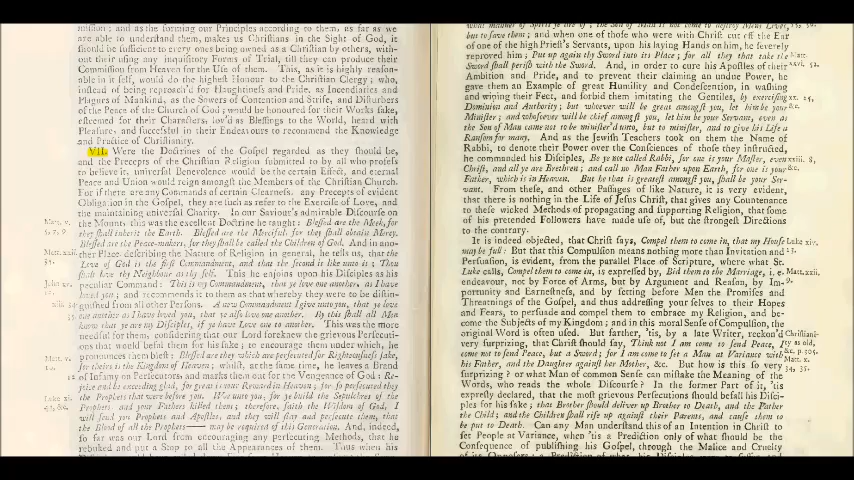 mission; and as the suting our Principles according to them, as far as we
are able to understand them, makes us Christians in the Sight of God, it
should be sufficient to every ones being owned as a Christian by others, with-
out their using any inquisitory Forms of Trial, till they can produce their
Commission from Heaven for the Use of them. This, as it is highly reason-
able in it self, would do the highest Honour to the Christian Clergy; who,
instead of being reproach'd for Haughtiness and Pride, as Incendiaries and
Plagues of Mankind, as the Sowers of Contention and Strife, and Disturbers
of the Peace of the Church of God; would be honoured for their Works sake,
esteemed for their Characters, lov'd as Blessings to the World, heard with
Pleasure, and successful in their Endeavours to recommend the Knowledge
and Practice of Christianity.
VII. Were the Doctrines of the Gospel regarded as they should be,
and the Precepts of the Christian Religion submitted to by all who profess
to believe it, universal Benevolence would be the certain Effect, and eternal
Peace and Union would reign amongst the Members of the Christian Church.
For if there are any Commands of certain Clearness, any Precepts of evident
Obligation in the Gospel, they are such as refer to the Exercise of Love, and
the maintaining universal Charity. In our Saviour's admirable Discourse on
Matt. v. the Mount, this was the excellent Doctrine he taught: Blessed are the Meek, for
5, 7, 9. they shall inherit the Earth. Blessed are the Merciful, for they shall obtain Mercy.
Blessed are the Peace-makers, for they shall be called the Children of God. And in ano-
Matt. xxii. ther Place describing the Nature of Religion in general, he tells us, that the
Love of God is the first Commandment, and that the second is like unto it; Thou
shalt love thy Neighbour as thy self. This he enjoins upon his Disciples as his
John xv. peculiar Command: This is my Commandment, that ye love one another, as I have
loved you; and recommends it to them as that whereby they were to be distin-
xiii. guished from all other Persons. A new Commandment I give unto you, that ye love
one another; as I have loved you, that ye also love one another. By this shall all Men
know that ye are my Disciples, if ye have Love one to another. This was the more
needful for them, considering that our Lord foreknew the grievous Persecuti-
ons that would befal them for his sake; to encourage them under which, he
Matt. v. pronounces them blest: Blessed are they which are persecuted for Righteousness sake,
for theirs is the Kingdom of Heaven; whilst, at the same time, he leaves a Brand
of Infamy on Persecutors, and marks them out for the Vengeance of God: Re-
joice and be exceeding glad, for great is your Reward in Heaven; for so persecuted they
Luke xi. the Prophets that were before you. Wo unto you, for ye build the Sepulchres of the
Prophets and your Fathers killed them; therefore, saith the Wisdom of God, I
will send you Prophets and Apostles, and they will slay and persecute them, that
the Blood of all the Prophets—— may be required of this Generation. And, indeed,
so far was our Lord from encouraging any persecuting Methods, that he
rebuked and put a Stop to all the Appearances of them. Thus when his
what manner of Spirit ye are of; the Son of Man is not come to destroy Mens Lives,
but to save them; and when one of those who were with Christ cut off the Ear
of one of the high Priest's Servants, upon his laying Hands on him, he severely
reproved him; Put up again thy Sword into its Place; for all they that take the Matt.
Sword shall perish with the Sword. And, in order to cure his Apostles of their xxvi. 52.
Ambition and Pride, and to prevent their claiming an undue Power, he
gave them an Example of great Humility and Condescention, in washing
and wiping their Feet, and forbid them imitating the Gentiles, by exercising xx. 25,
Dominion and Authority; but whoever will be great amongst you, let him be your &c.
Minister; and whosoever will be chief amongst you, let him be your Servant, even as
the Son of Man came not to be minister'd unto, but to minister, and to give his Life a
Ransom for many. And as the Jewish Teachers took on them the Name of
Rabbi, to denote their Power over the Consciences of those they instructed,
he commanded his Disciples, Be ye not called Rabbi, for one is your Master, even xxiii. 8,
Christ, and all ye are Brethren; and call no Man Father upon Earth, for one is your &c.
Father, which is in Heaven. But he that is greatest amongst you, shall be your Ser-
vant. From these, and other Passages of like Nature, it is very evident,
that there is nothing in the Life of Jesus Christ, that gives any Countenance
to these wicked Methods of propagating and supporting Religion, that some
of his pretended Followers have made use of, but the strongest Directions
to the contrary.
It is indeed objected, that Christ says, Compel them to come in, that my House Luke xiv.
may be full: But that this Compulsion means nothing more than Invitation and 23.
Persuasion, is evident, from the parallel Place of Scripture, where what St.
Luke calls, Compel them to come in, is expressed by, Bid them to the Marriage, i. e. Matt. xxii.
endeavour, not by Force of Arms, but by Argument and Reason, by Im- 9.
portunity and Earnestness, and by setting before Men the Promises and
Threatnings of the Gospel, and thus addressing your selves to their Hopes
and Fears, to persuade and compel them to embrace my Religion, and be-
come the Subjects of my Kingdom; and in this moral Sense of Compulsion, the
original Word is often used. But farther, 'tis, by a late Writer, reckon'd Christiani-
very surprizing, that Christ should say, Think not I am come to send Peace, I ty as old,
come not to send Peace, but a Sword; for I am come to set a Man at Variance with &c. p. 305.
his Father, and the Daughter against her Mother, &c. But how is this so very Matt. x.
surprizing? or what Man of common Sense can mistake the Meaning of the 34, 35.
Words, who reads the whole Discourse? In the former Part of it, 'tis
expresly declared, that the most grievous Persecutions should befall his Disci-
ples for his sake; that Brother should deliver up Brother to Death, and the Father
the Child; and the Children shall rise up against their Parents, and cause them to
be put to Death. Can any Man understand this of an Intention in Christ to
set People at Variance, when 'tis a Prediction only of what should be the
Consequence of publishing his Gospel, through the Malice and Cruelty